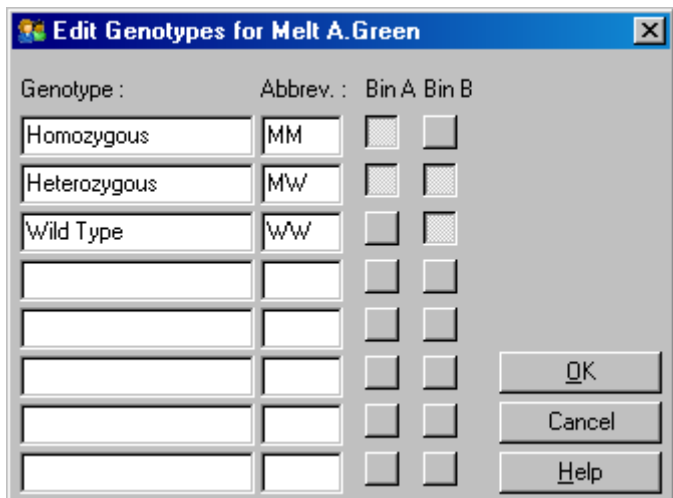 Edit Genotypes for Melt A.Green
Genotype : Abbrev. : Bin A Bin B
Homozygous MM
Heterozygous MW
Wild Type WW
OK
Cancel
Help